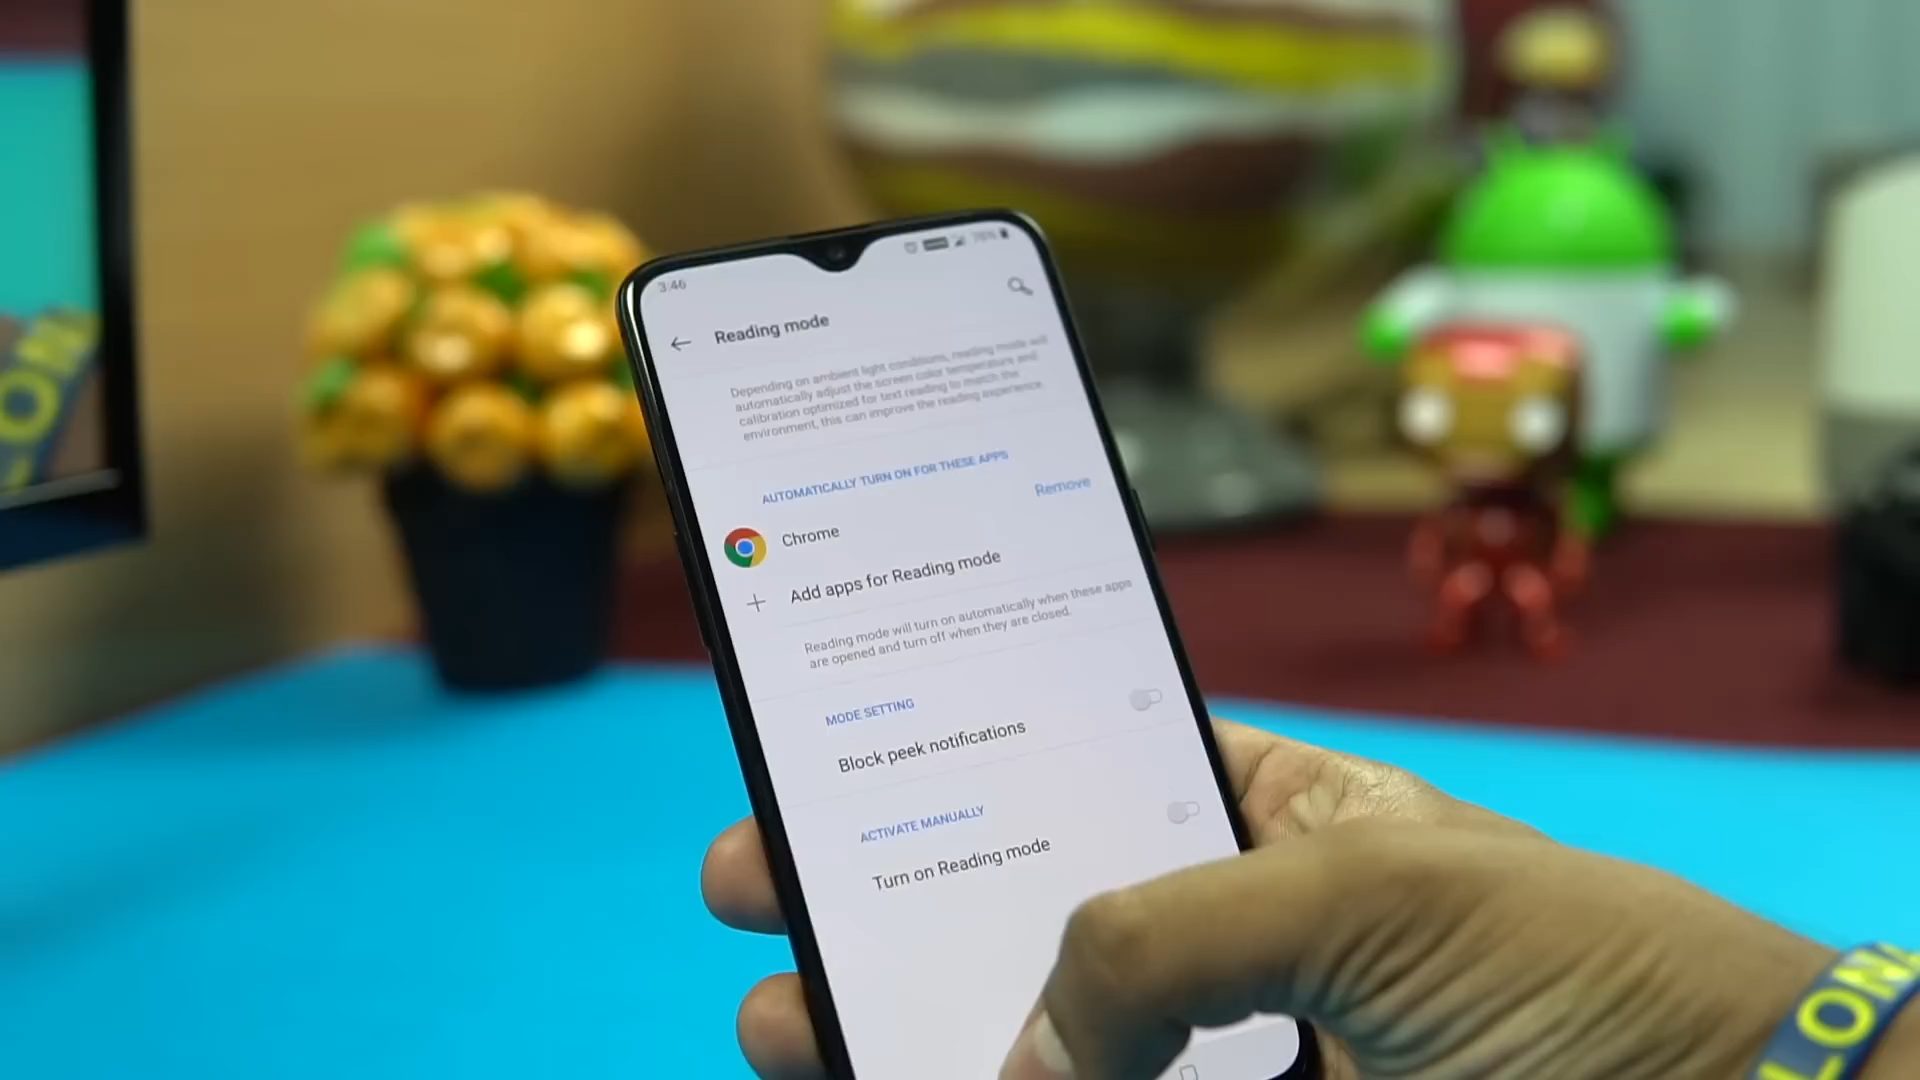 3:46
76%
Reading mode
Depending on ambient light conditions, reading mode will
automatically adjust the screen color temperature and
calibration optimized for text reading to match the
environment, this can improve the reading experience.
AUTOMATICALLY TURN ON FOR THESE APPS
Chrome
Remove
Add apps for Reading mode
Reading mode will turn on automatically when these apps
are opened and turn off when they are closed.
MODE SETTING
Block peek notifications
ACTIVATE MANUALLY
Turn on Reading mode
LONA